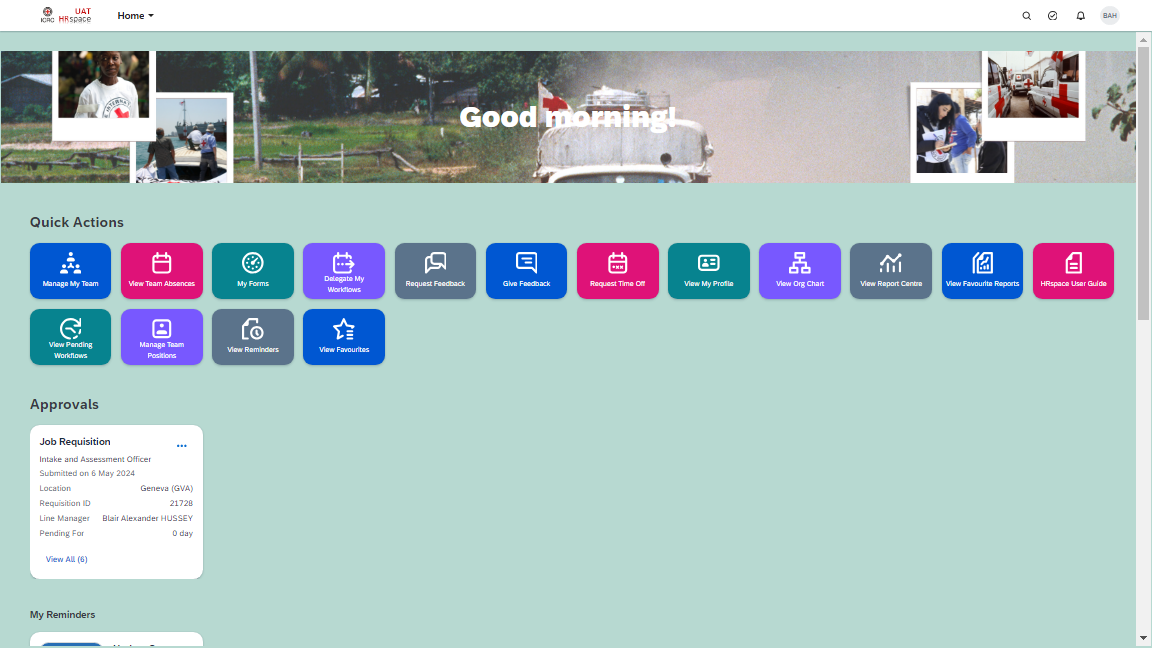 ICRC
UAT
HRspace
Home
BAH
Good morning!
Quick Actions
Manage My Team
View Team Absences
My Forms
Delegate My
Workflows
Request Feedback
Give Feedback
Request Time Off
View My Profile
View Org Chart
View Report Centre
View Favourite Reports
HRspace User Guide
View Pending
Workflows
Manage Team
Positions
View Reminders
View Favourites
Approvals
Job Requisition
Intake and Assessment Officer
Submitted on 6 May 2024
Location Geneva (GVA)
Requisition ID 21728
Line Manager Blair Alexander HUSSEY
Pending For 0 day
View All (6)
My Reminders